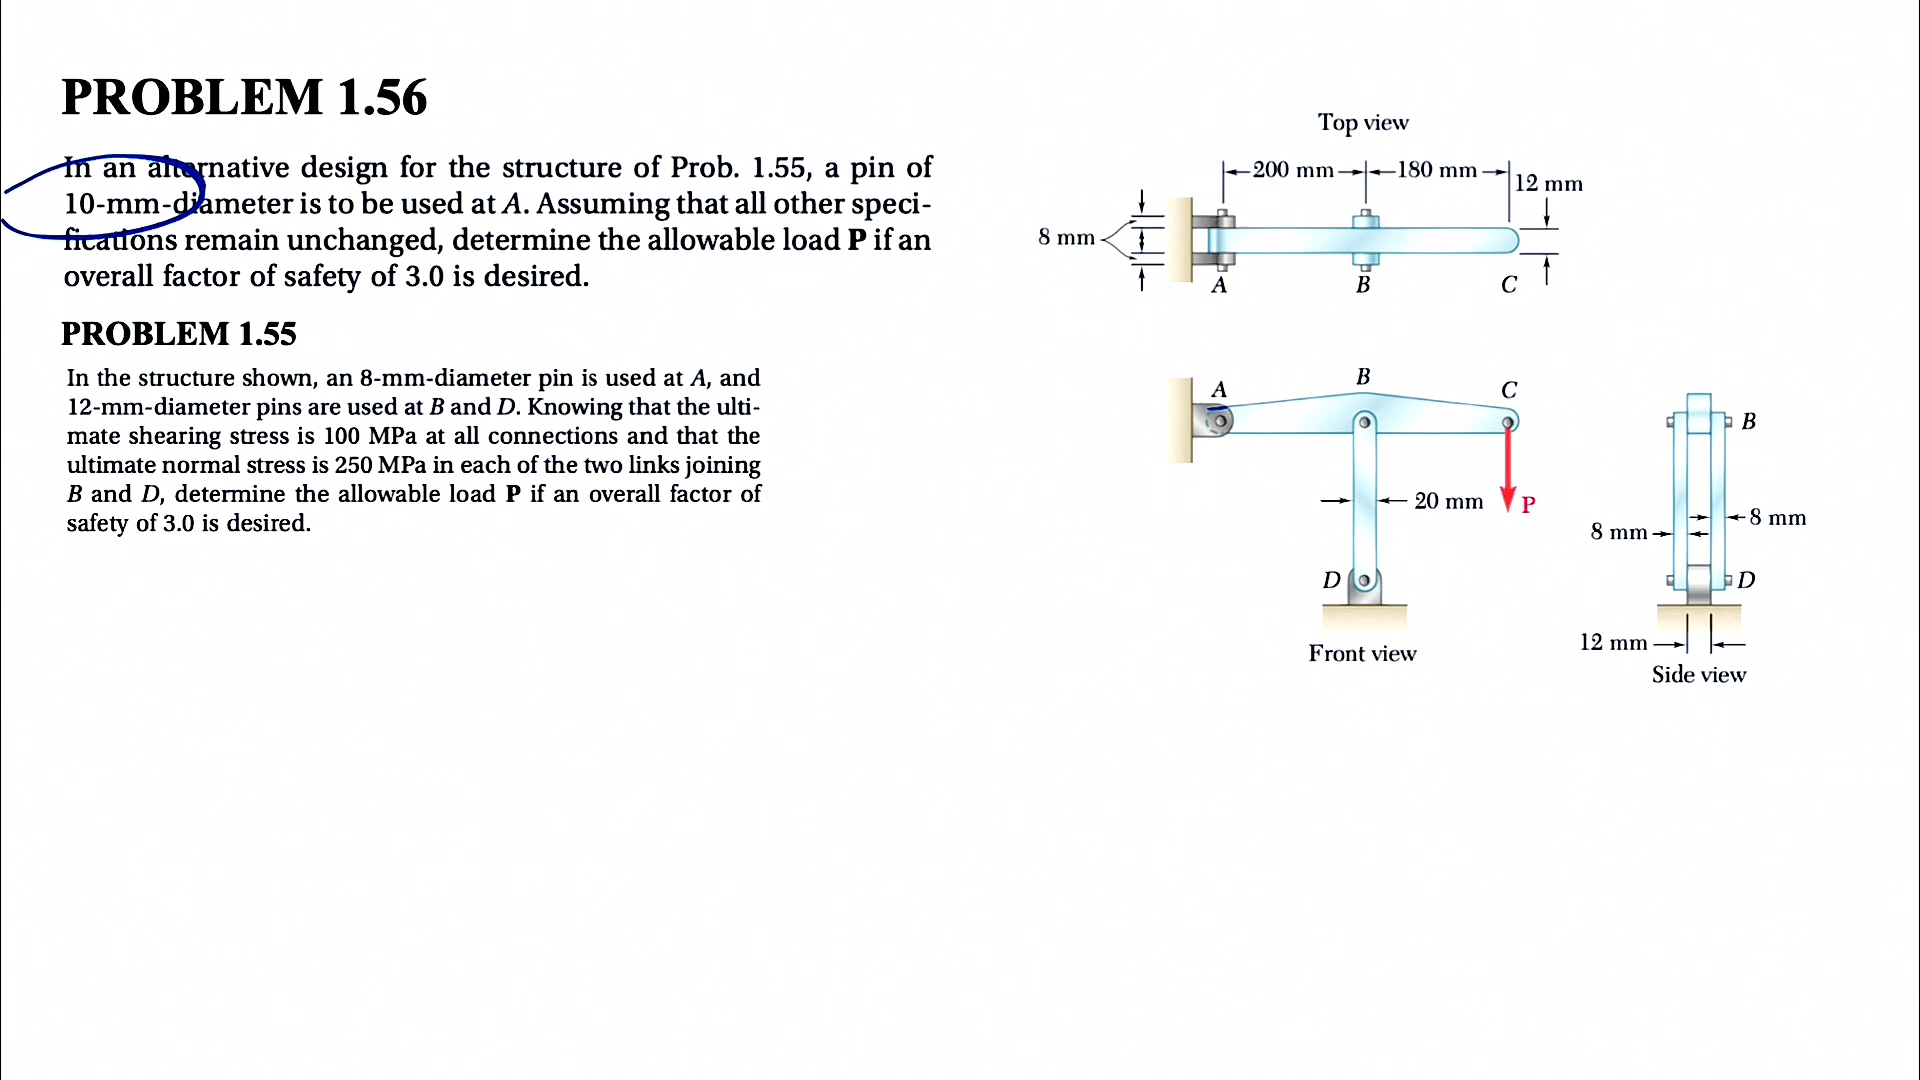 PROBLEM 1.56
In an alternative design for the structure of Prob. 1.55, a pin of
10-mm-diameter is to be used at A. Assuming that all other speci-
fications remain unchanged, determine the allowable load P if an
overall factor of safety of 3.0 is desired.
PROBLEM 1.55
In the structure shown, an 8-mm-diameter pin is used at A, and
12-mm-diameter pins are used at B and D. Knowing that the ulti-
mate shearing stress is 100 MPa at all connections and that the
ultimate normal stress is 250 MPa in each of the two links joining
B and D, determine the allowable load P if an overall factor of
safety of 3.0 is desired.
Top view
200 mm
180 mm
12 mm
8 mm
A
B
C
A
B
C
20 mm
P
D
Front view
B
8 mm
8 mm
D
12 mm
Side view